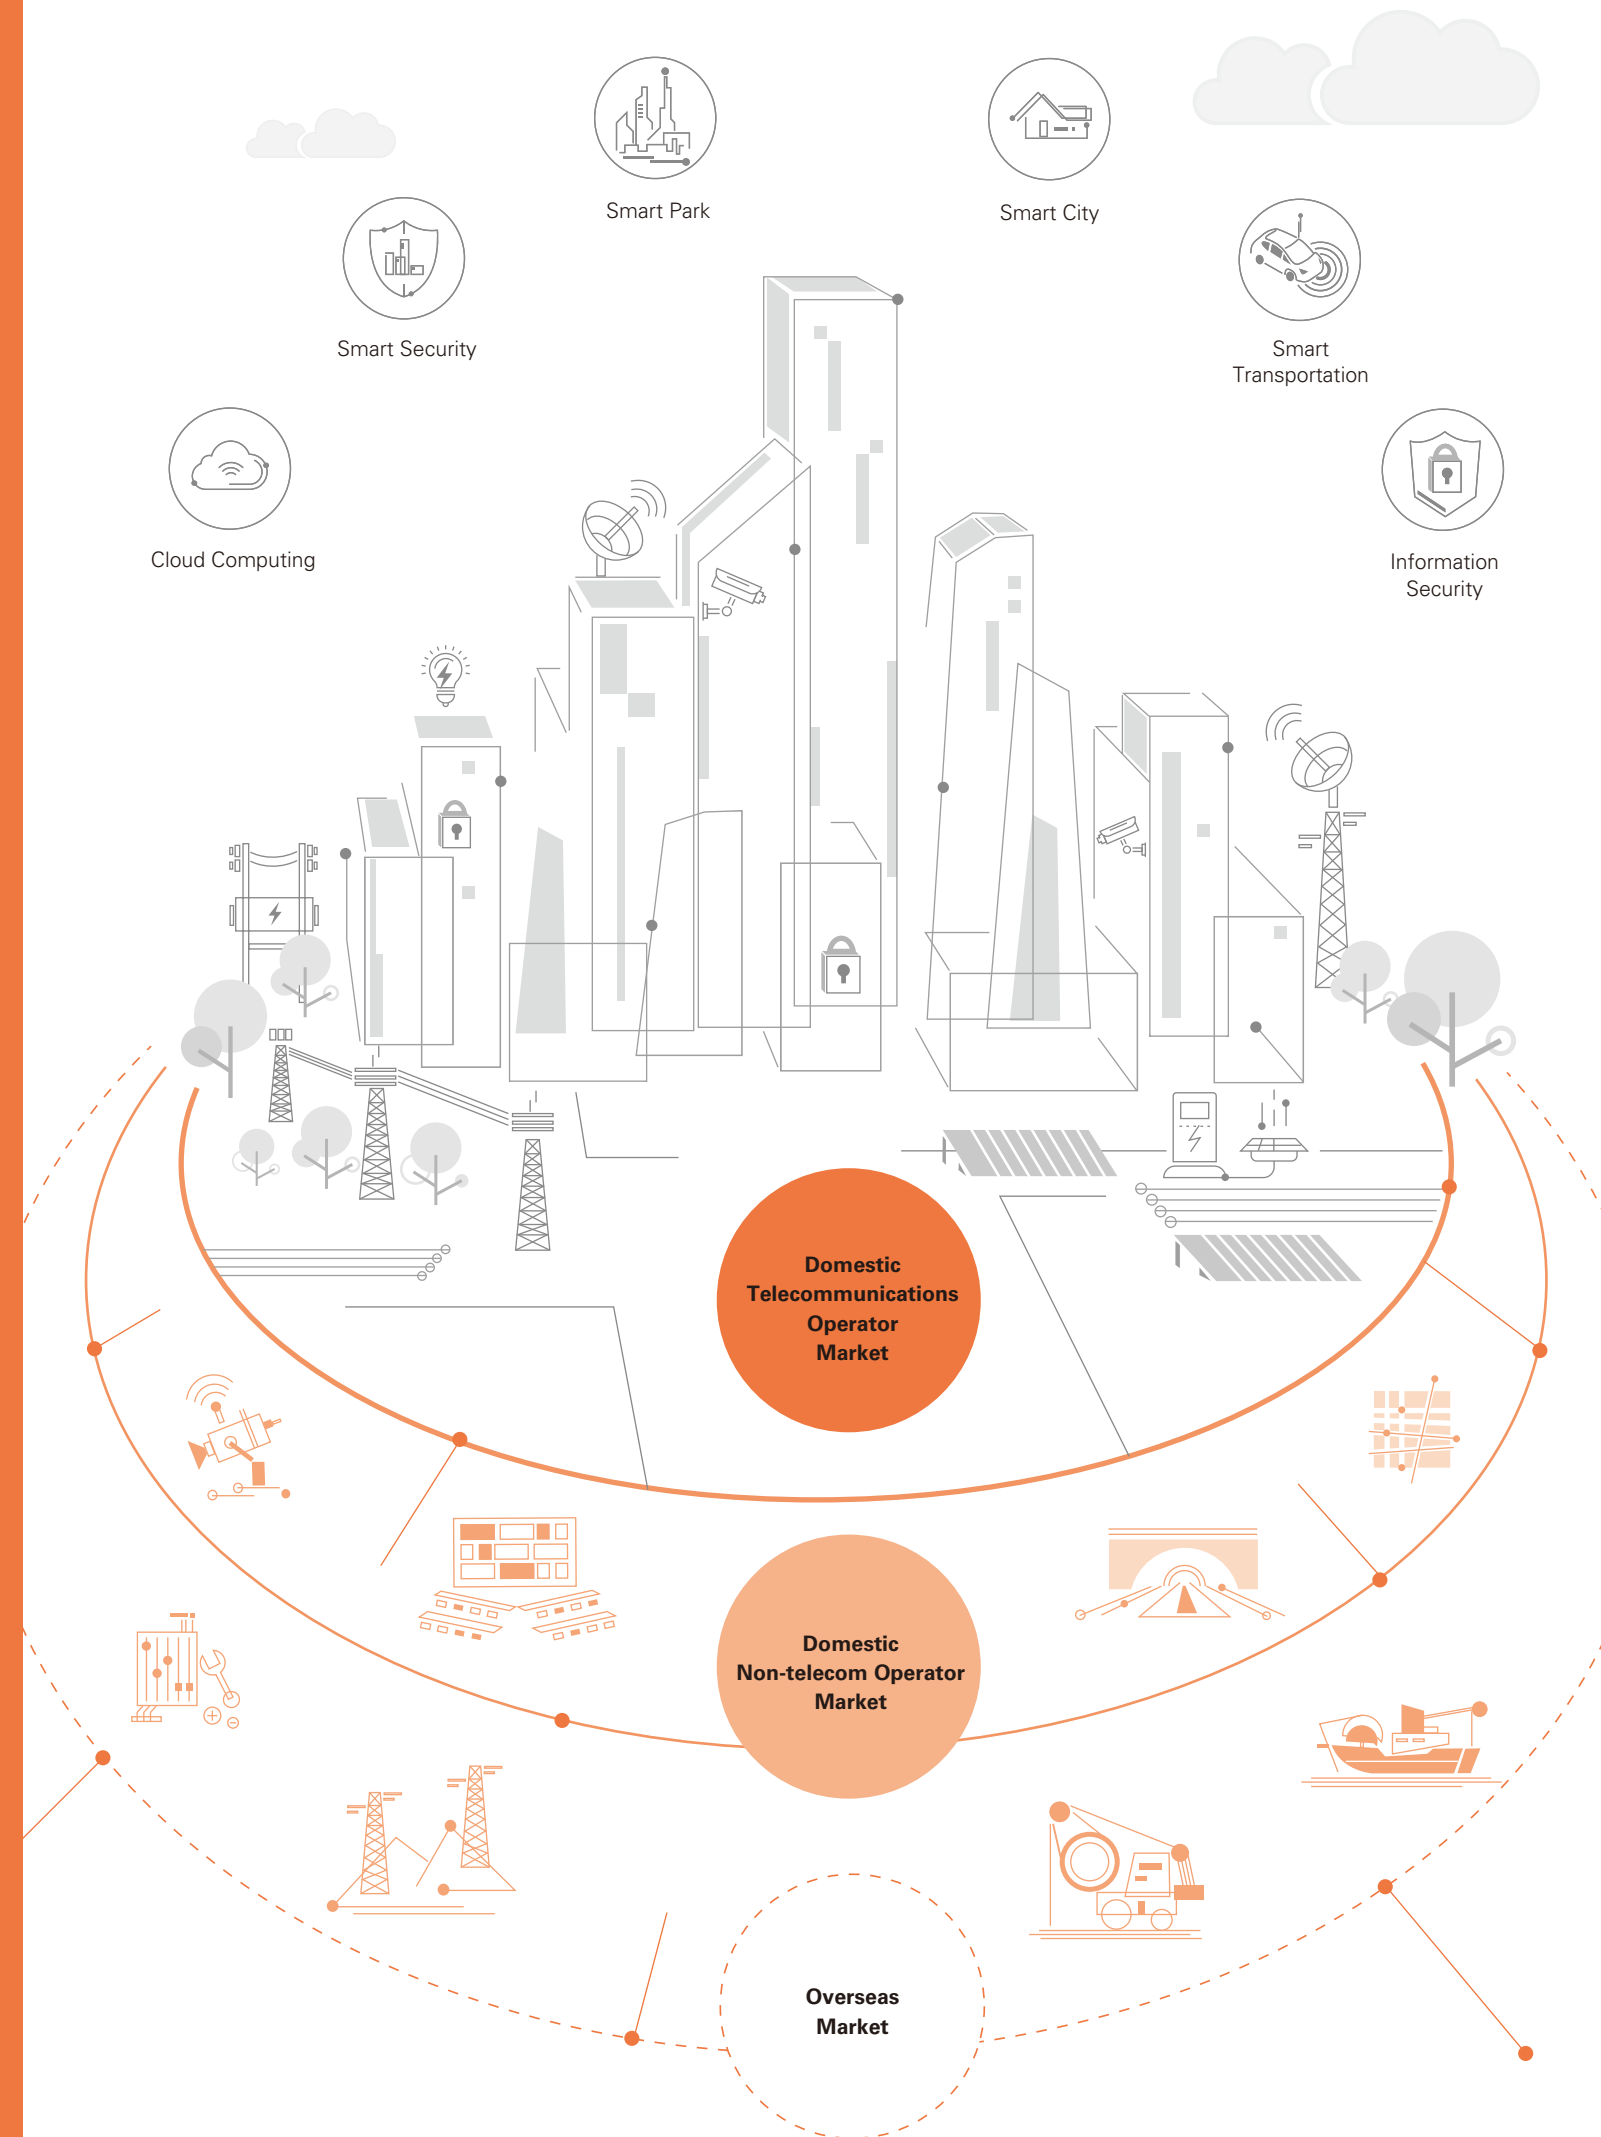 Smart Park
Smart City
Smart Security
Smart
Transportation
Cloud Computing
Information
Security
Domestic
Telecommunications
Operator
Market
Domestic
Non-telecom Operator
Market
Overseas
Market